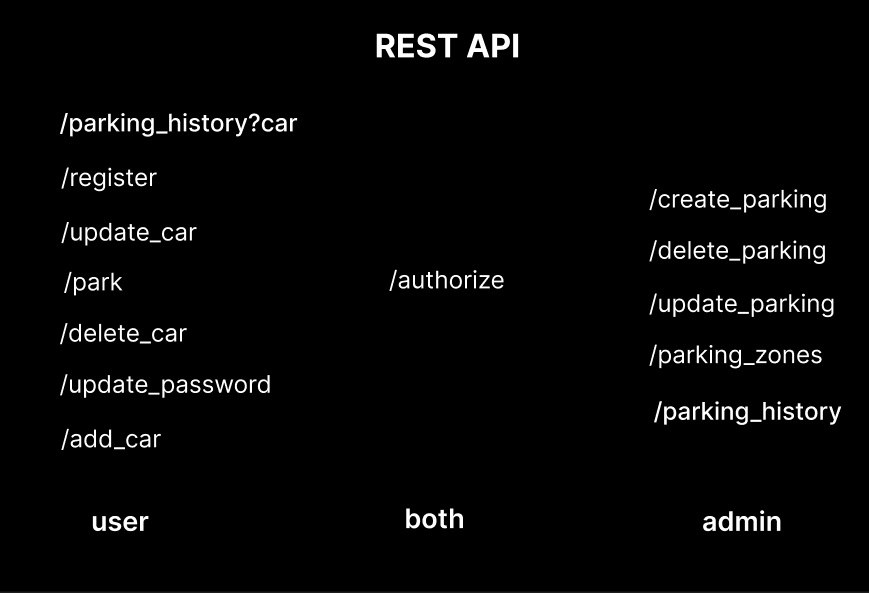 REST API
/parking_history?car
/register
/update_car
/park
/delete_car
/update_password
/add_car
user
/authorize
both
/create_parking
/delete_parking
/update_parking
/parking_zones
/parking_history
admin